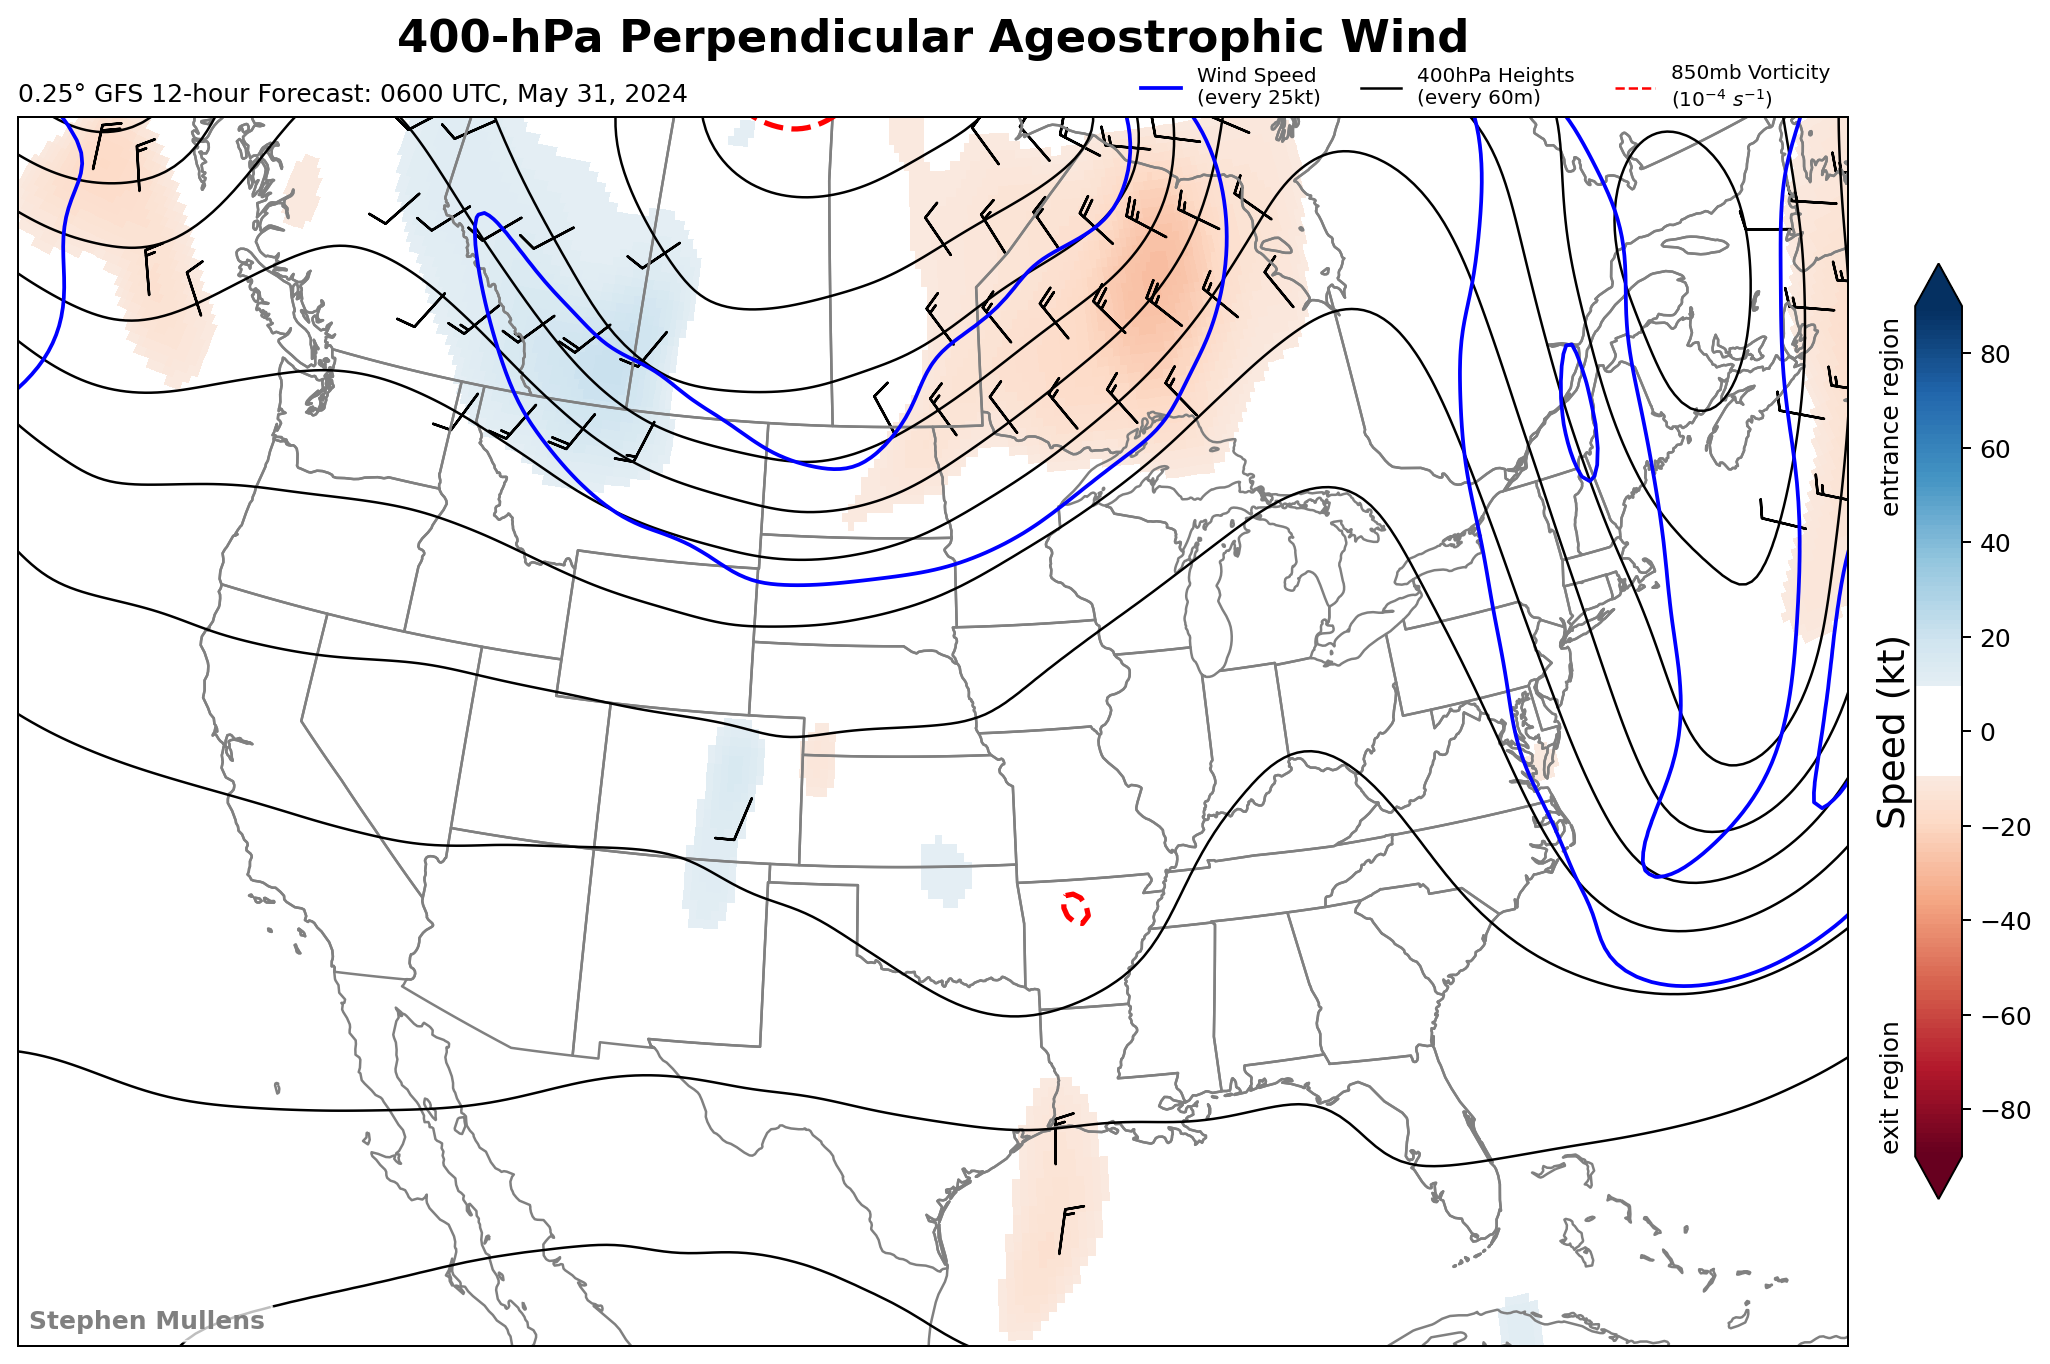 400-hPa Perpendicular Ageostrophic Wind
0.25° GFS 12-hour Forecast: 0600 UTC, May 31, 2024
Wind Speed
(every 25kt)
400hPa Heights
(every 60m)
850mb Vorticity
(10⁻⁴ s⁻¹)
entrance region
Speed (kt)
exit region
80
60
40
20
0
−20
−40
−60
−80
Stephen Mullens